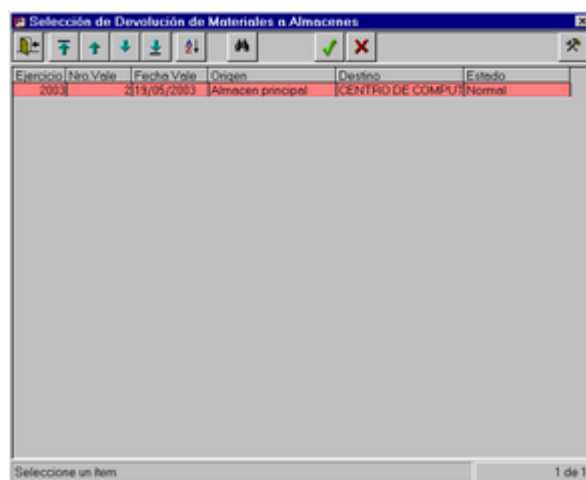 Selección de Devolución de Materiales a Almacenes
Ejercicio Nro.Vale Fecha Vale Origen Destino Estado
2003 2 19/05/2003 Almacen principal CENTRO DE COMPUT Normal
Seleccione un ítem 1 de 1